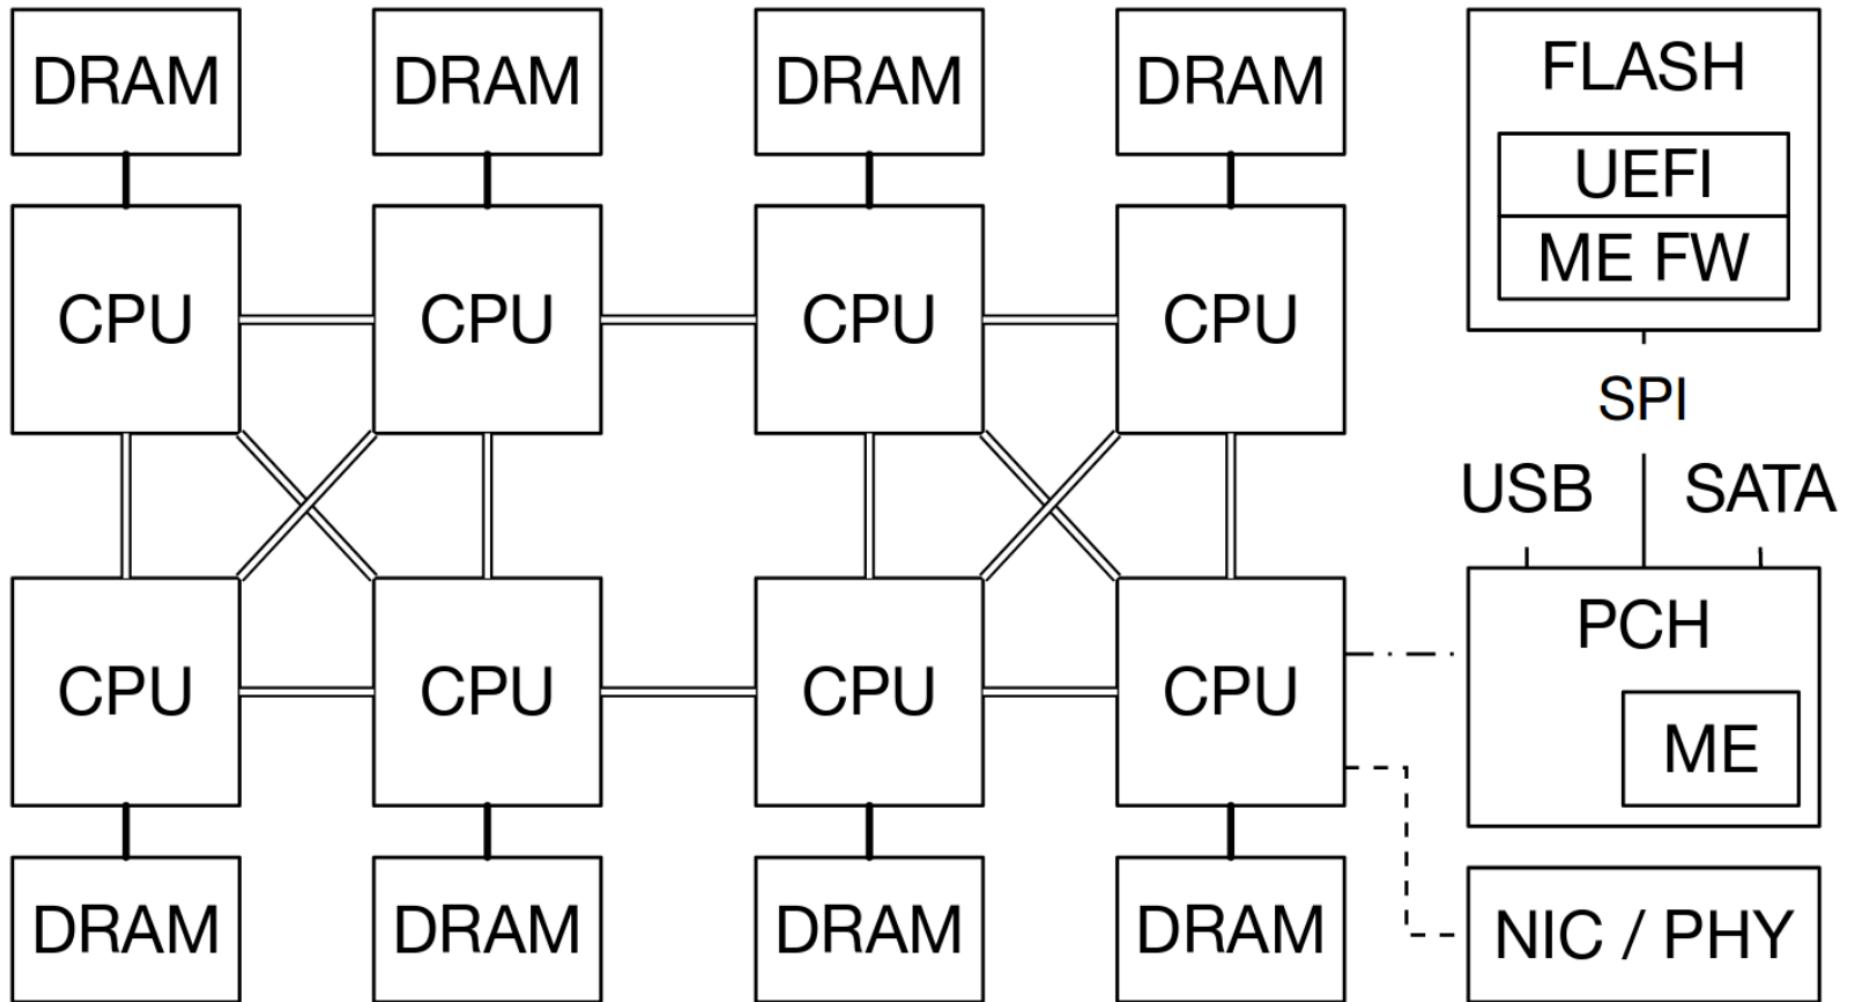 DRAM DRAM DRAM DRAM
FLASH
UEFI
ME FW
CPU CPU CPU CPU
SPI
USB SATA
PCH
CPU CPU CPU CPU
ME
DRAM DRAM DRAM DRAM
NIC / PHY